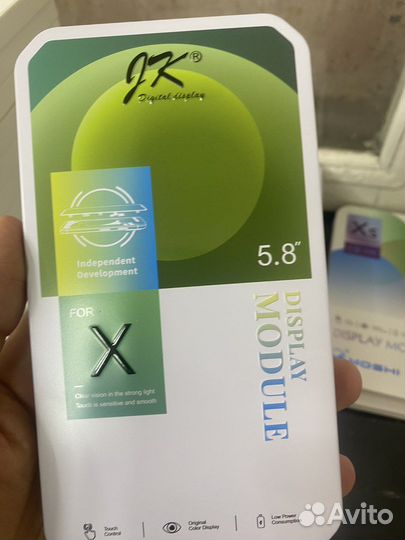 JK®
Digital display
Independent
Development
5.8"
FOR
X
Clear vision in the strong light
Touch is sensitive and smooth
DISPLAY
MODULE
Touch
Control
Original
Color Display
Low Power
Consumption
Xs
DISPLAY MO
Avito